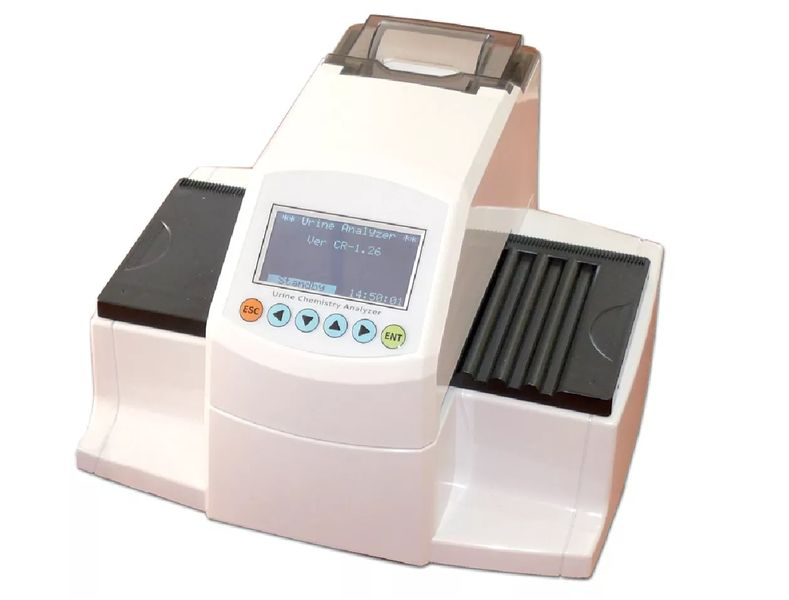 ** Urine Analyzer **
Ver CR-1.26
Standby
14:50:01
Urine Chemistry Analyzer
ESC
ENT